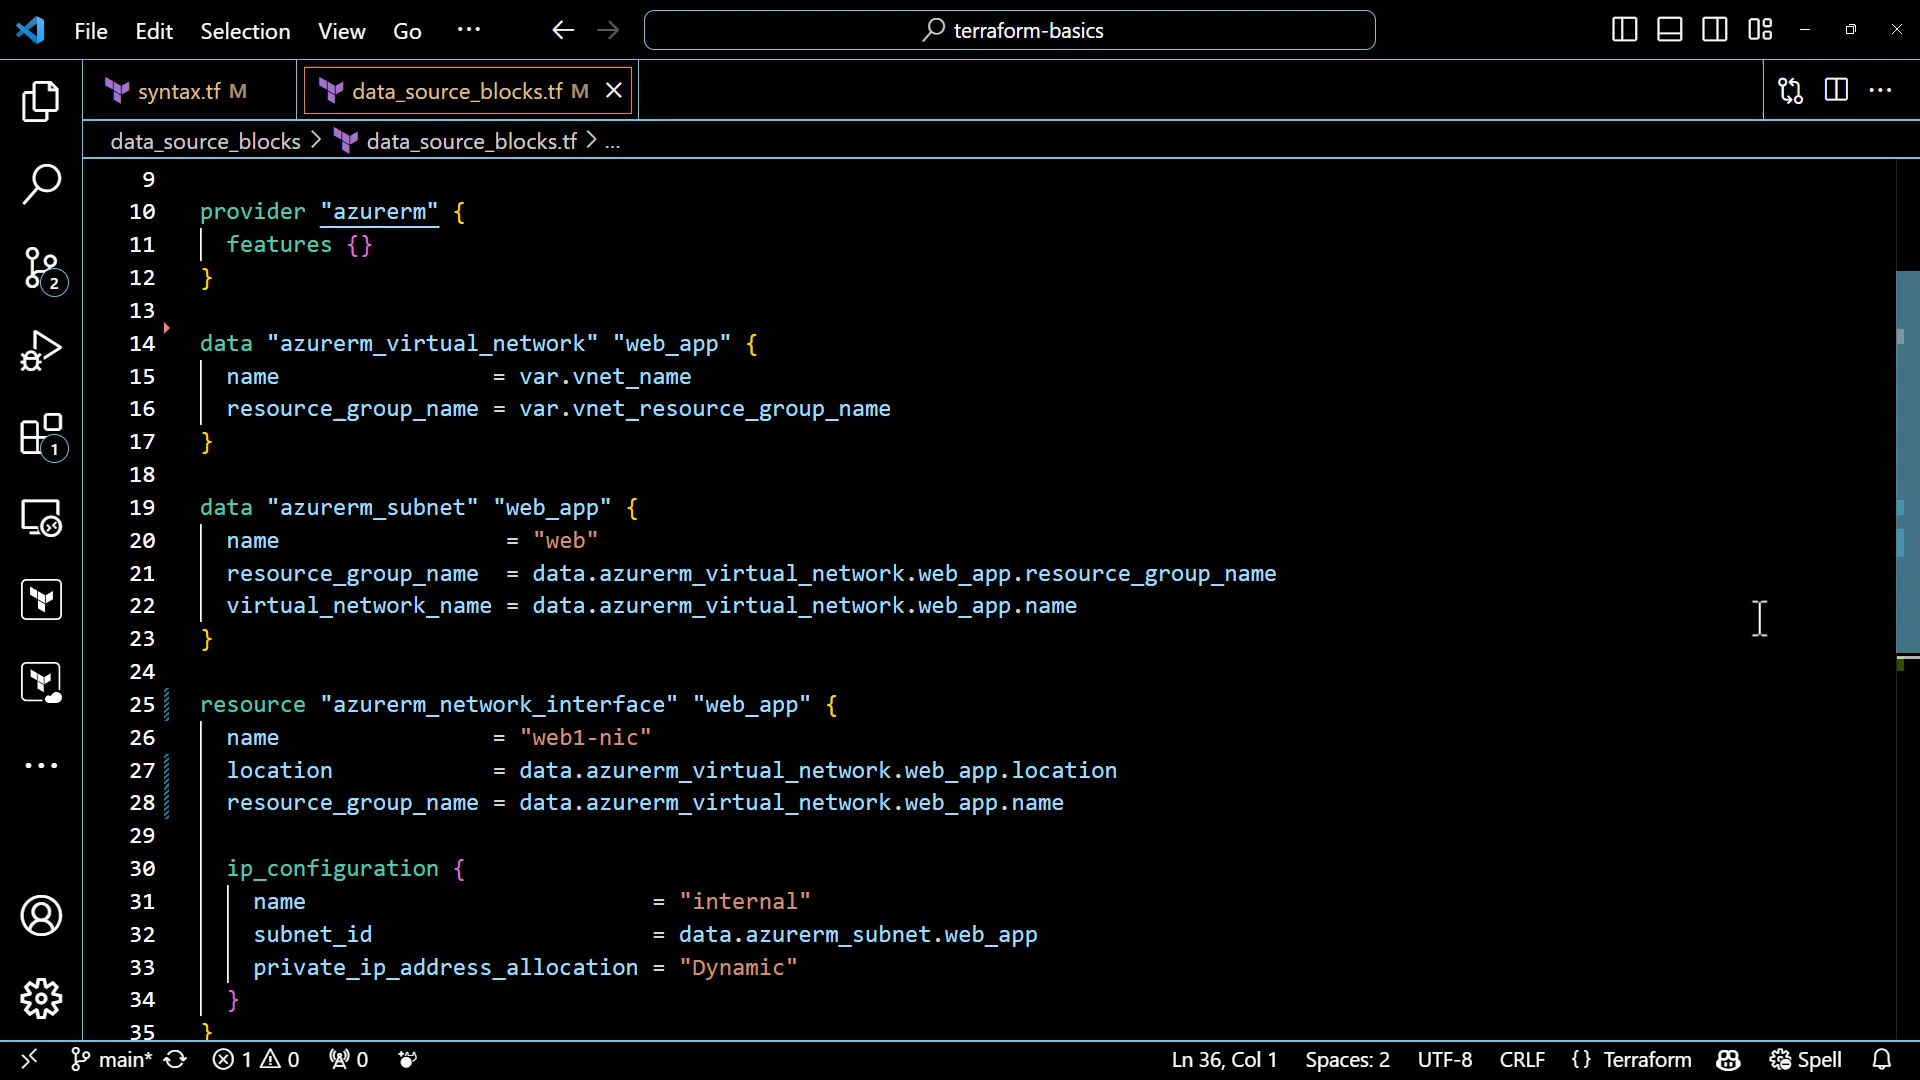 File Edit Selection View Go ··· terraform-basics
syntax.tf M data_source_blocks.tf M
data_source_blocks > data_source_blocks.tf > ...
9
10 provider "azurerm" {
11 features {}
12 }
13
14 data "azurerm_virtual_network" "web_app" {
15 name = var.vnet_name
16 resource_group_name = var.vnet_resource_group_name
17 }
18
19 data "azurerm_subnet" "web_app" {
20 name = "web"
21 resource_group_name = data.azurerm_virtual_network.web_app.resource_group_name
22 virtual_network_name = data.azurerm_virtual_network.web_app.name
23 }
24
25 resource "azurerm_network_interface" "web_app" {
26 name = "web1-nic"
27 location = data.azurerm_virtual_network.web_app.location
28 resource_group_name = data.azurerm_virtual_network.web_app.name
29
30 ip_configuration {
31 name = "internal"
32 subnet_id = data.azurerm_subnet.web_app
33 private_ip_address_allocation = "Dynamic"
34 }
35 }
2
1
main* 1 0 0 Ln 36, Col 1 Spaces: 2 UTF-8 CRLF {} Terraform Spell